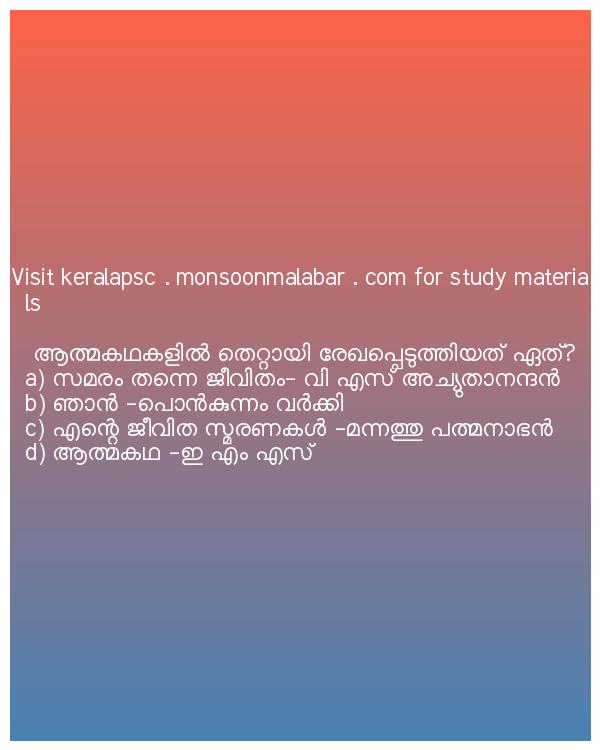 Visit keralapsc . monsoonmalabar . com for study materia
ls
ആത്മകഥകളിൽ തെറ്റായി രേഖപ്പെടുത്തിയത് ഏത്?
a) സമരം തന്നെ ജീവിതം- വി എസ് അച്യുതാനന്ദൻ
b) ഞാൻ -പൊൻകുന്നം വർക്കി
c) എന്റെ ജീവിത സ്മരണകൾ -മന്നത്തു പത്മനാഭൻ
d) ആത്മകഥ -ഇ എം എസ്